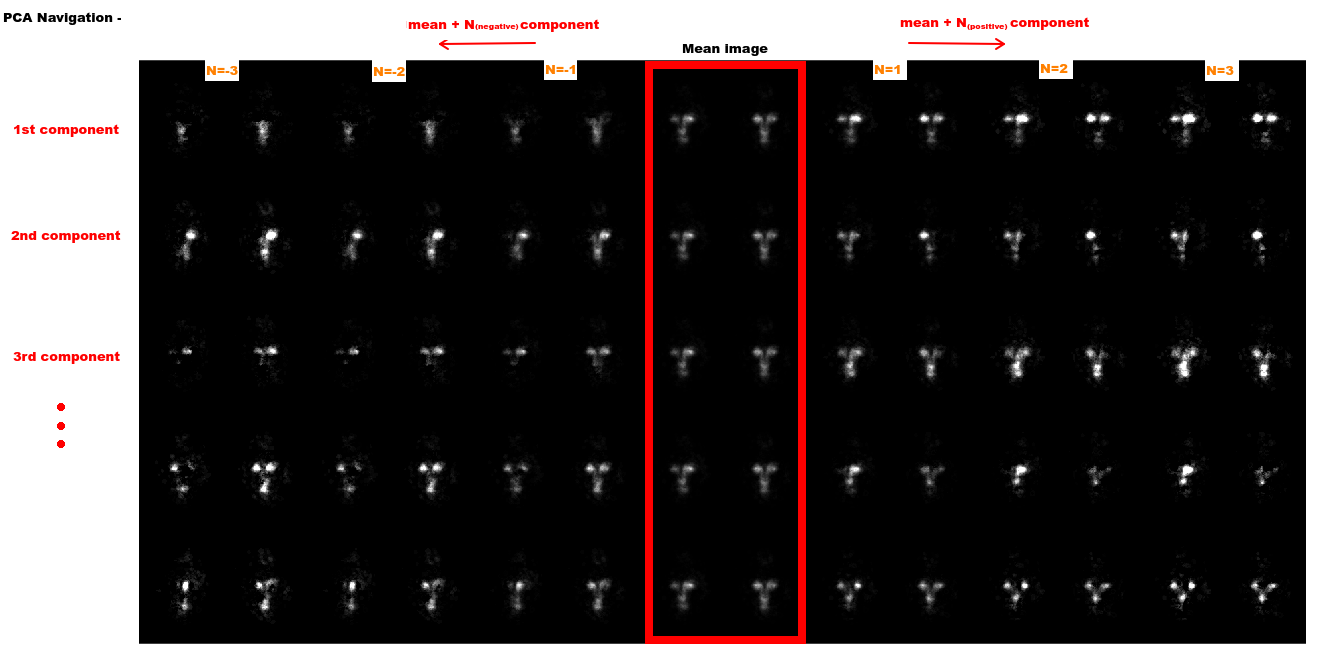 PCA Navigation -
mean + N(negative) component
mean + N(positive) component
Mean image
N=-3
N=-2
N=-1
N=1
N=2
N=3
1st component
2nd component
3rd component